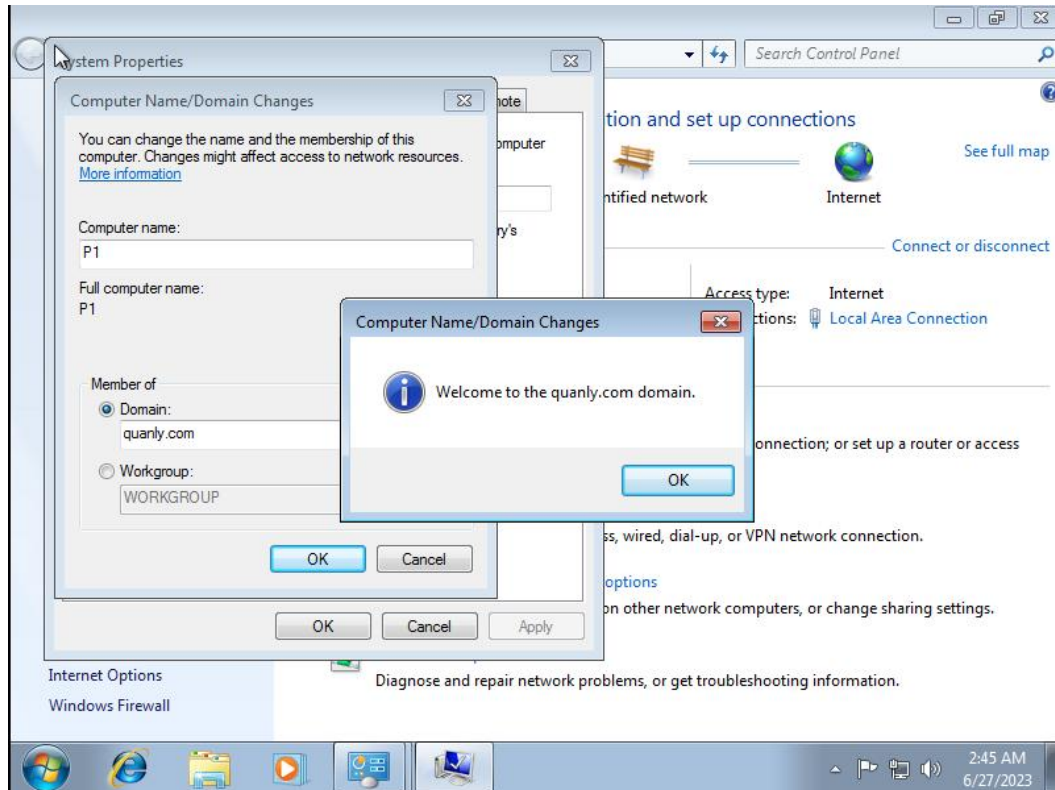 Search Control Panel
System Properties
Computer Name/Domain Changes
You can change the name and the membership of this
computer. Changes might affect access to network resources.
More information
Computer name:
P1
Full computer name:
P1
Member of
Domain:
quanly.com
Workgroup:
WORKGROUP
OK
Cancel
omputer
ry's
OK
Cancel
Apply
Computer Name/Domain Changes
Welcome to the quanly.com domain.
OK
tion and set up connections
See full map
ntified network
Internet
Connect or disconnect
Access type:
Internet
ctions:
Local Area Connection
onnection; or set up a router or access
ss, wired, dial-up, or VPN network connection.
options
on other network computers, or change sharing settings.
Diagnose and repair network problems, or get troubleshooting information.
Internet Options
Windows Firewall
2:45 AM
6/27/2023